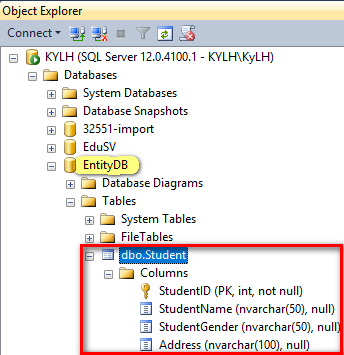 Object Explorer
Connect
KYLH (SQL Server 12.0.4100.1 - KYLH\KyLH)
Databases
System Databases
Database Snapshots
32551-import
EduSV
EntityDB
Database Diagrams
Tables
System Tables
FileTables
dbo.Student
Columns
StudentID (PK, int, not null)
StudentName (nvarchar(50), null)
StudentGender (nvarchar(50), null)
Address (nvarchar(100), null)